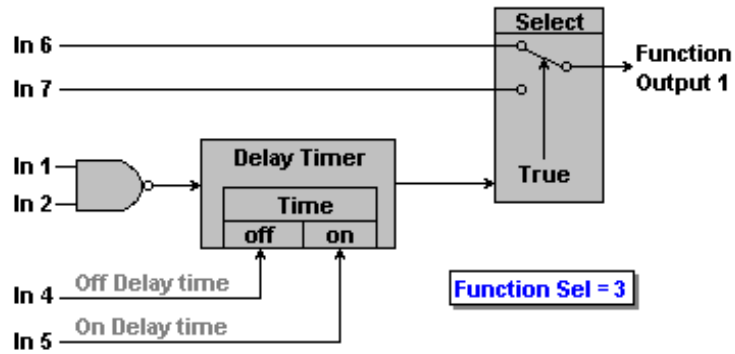 Select
In 6
Function
Output 1
In 7
True
In 1
In 2
Delay Timer
Time
off on
In 4 Off Delay time
In 5 On Delay time
Function Sel = 3